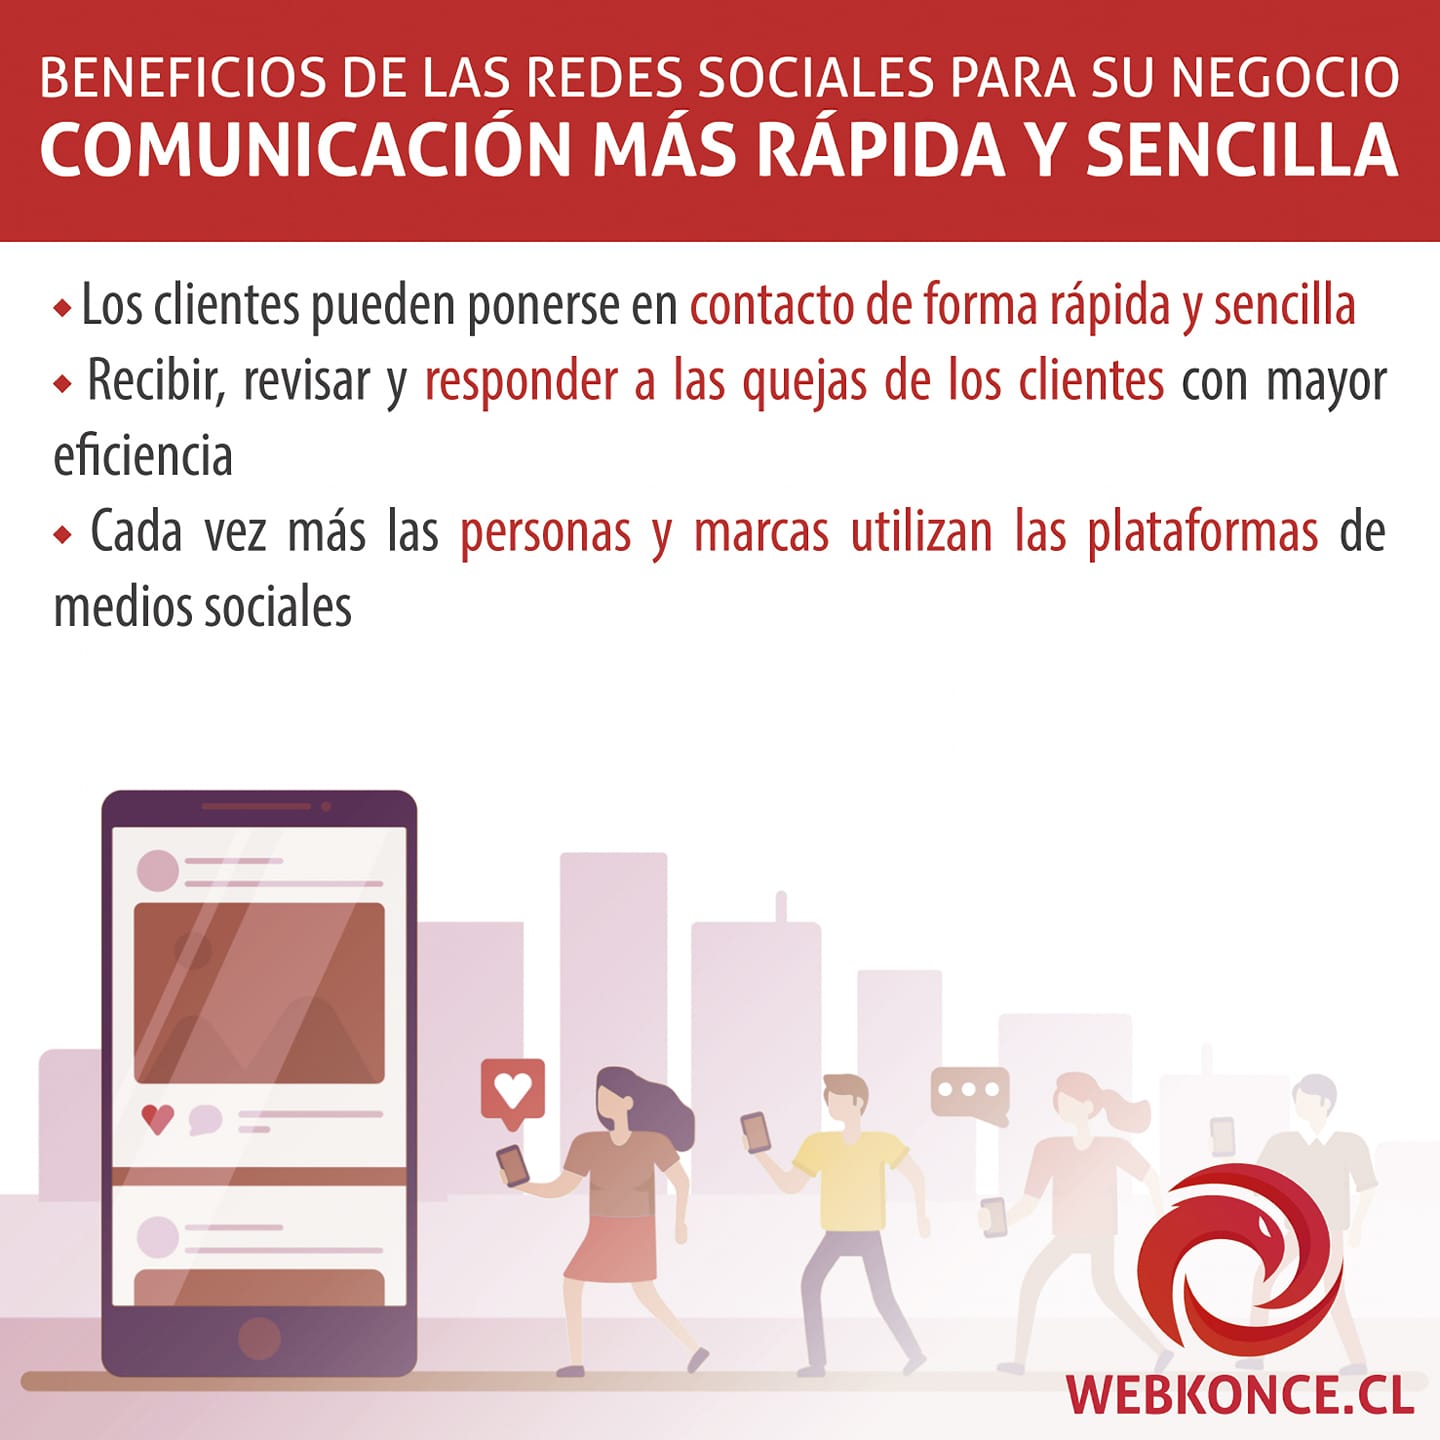 BENEFICIOS DE LAS REDES SOCIALES PARA SU NEGOCIO
COMUNICACIÓN MÁS RÁPIDA Y SENCILLA
◆ Los clientes pueden ponerse en contacto de forma rápida y sencilla
◆ Recibir, revisar y responder a las quejas de los clientes con mayor
eficiencia
◆ Cada vez más las personas y marcas utilizan las plataformas de
medios sociales
WEBKONCE.CL